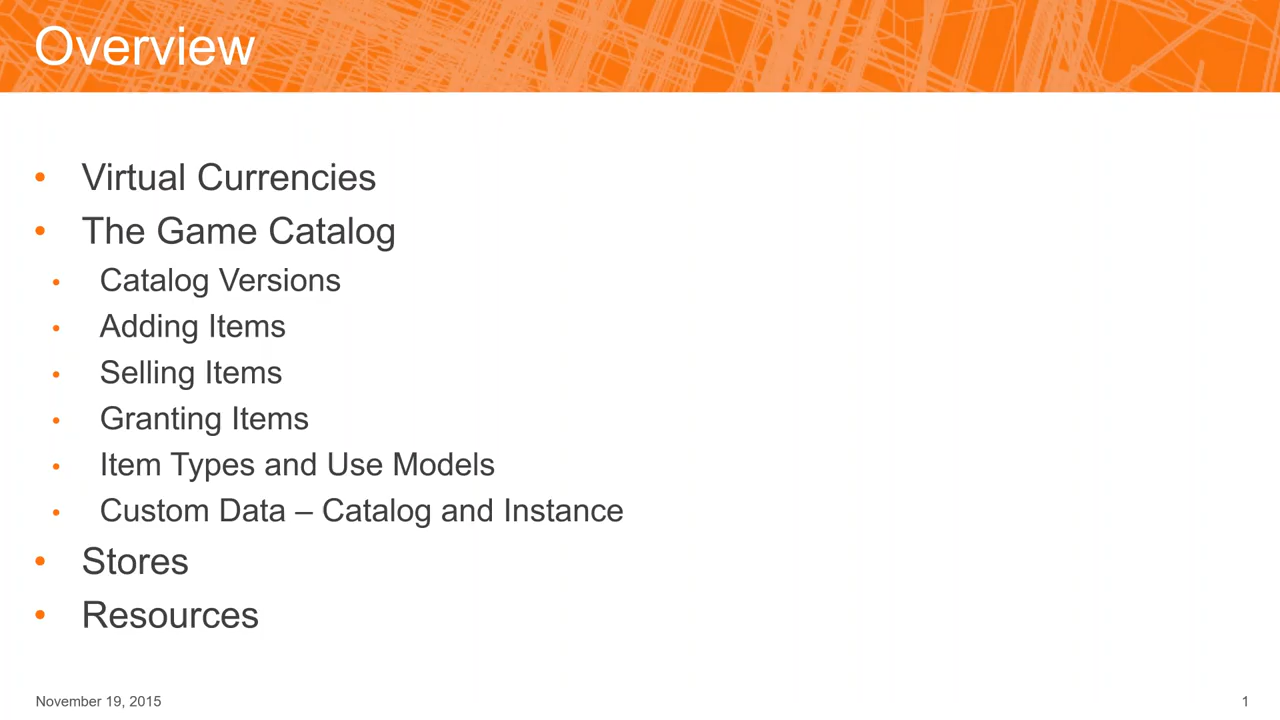 Overview
• Virtual Currencies
• The Game Catalog
• Catalog Versions
• Adding Items
• Selling Items
• Granting Items
• Item Types and Use Models
• Custom Data – Catalog and Instance
• Stores
• Resources
November 19, 2015
1